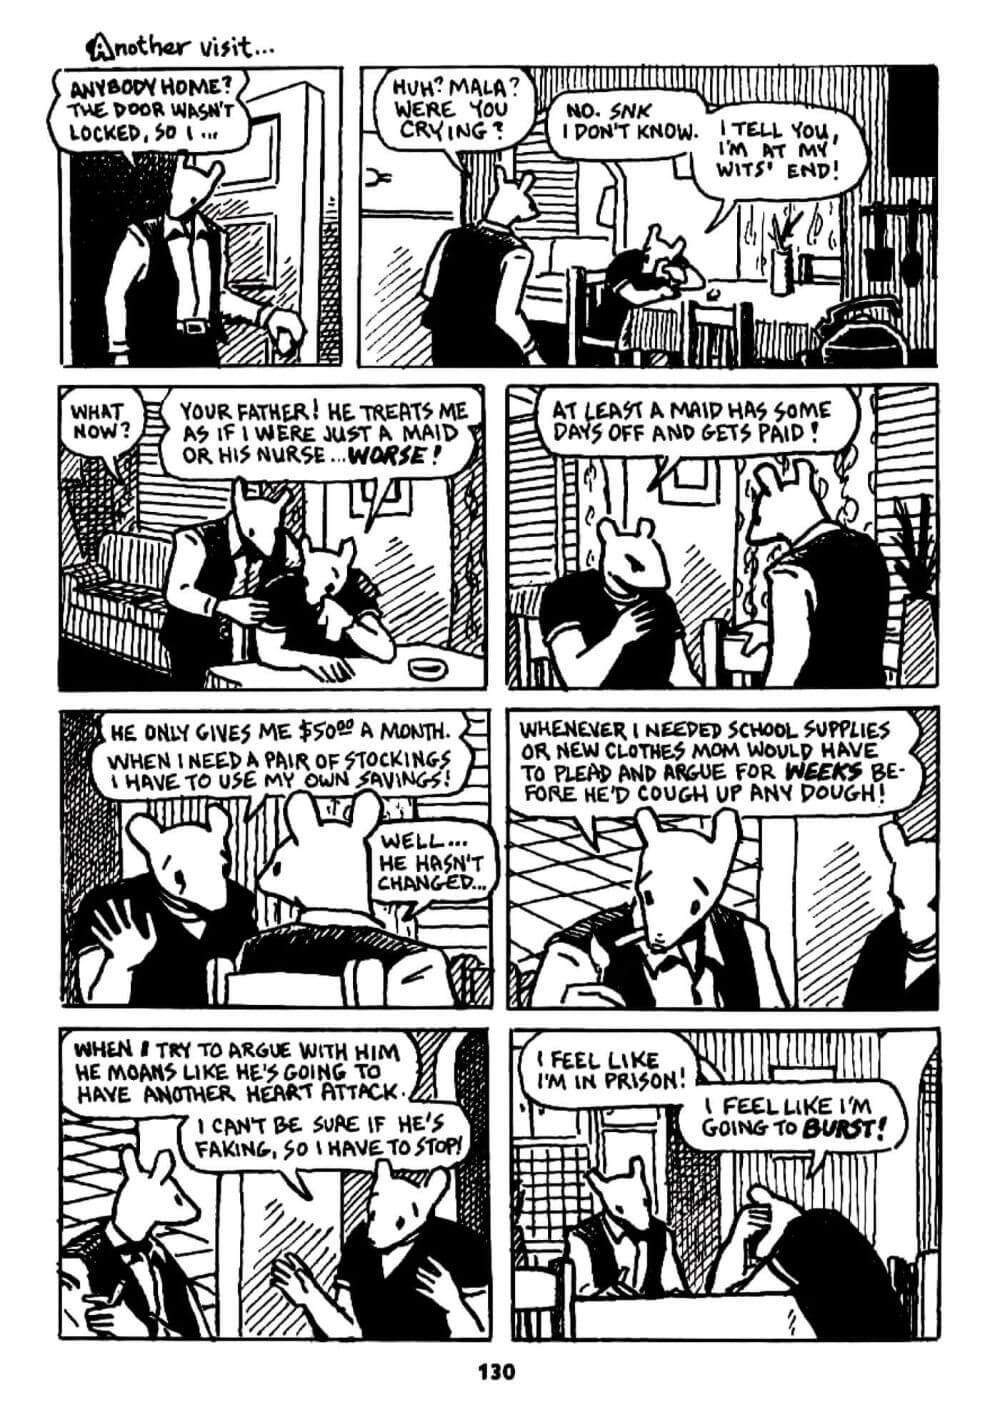 Another visit...
ANYBODY HOME?
THE DOOR WASN'T
LOCKED, SO I ...
HUH? MALA?
WERE YOU
CRYING?
NO. SNK
I DON'T KNOW.
I TELL YOU,
I'M AT MY
WITS' END!
WHAT
NOW?
YOUR FATHER! HE TREATS ME
AS IF I WERE JUST A MAID
OR HIS NURSE ...WORSE!
AT LEAST A MAID HAS SOME
DAYS OFF AND GETS PAID!
HE ONLY GIVES ME $50.00 A MONTH.
WHEN I NEED A PAIR OF STOCKINGS
I HAVE TO USE MY OWN SAVINGS!
WELL...
HE HASN'T
CHANGED...
WHENEVER I NEEDED SCHOOL SUPPLIES
OR NEW CLOTHES MOM WOULD HAVE
TO PLEAD AND ARGUE FOR WEEKS BE-
FORE HE'D COUGH UP ANY DOUGH!
WHEN I TRY TO ARGUE WITH HIM
HE MOANS LIKE HE'S GOING TO
HAVE ANOTHER HEART ATTACK.
I CAN'T BE SURE IF HE'S
FAKING, SO I HAVE TO STOP!
I FEEL LIKE
I'M IN PRISON!
I FEEL LIKE I'M
GOING TO BURST!
130